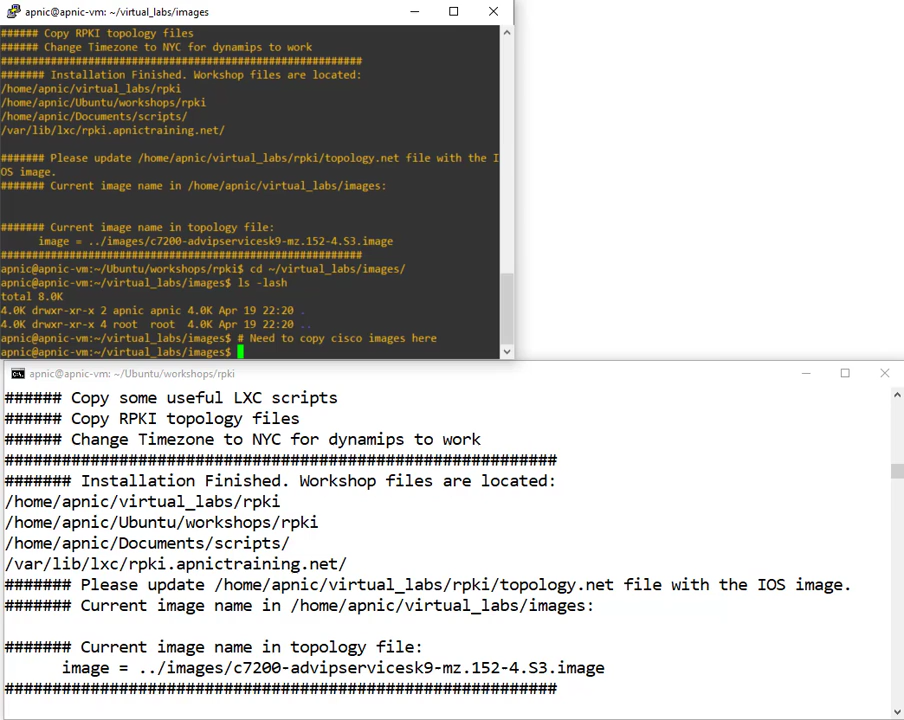 apnic@apnic-vm: ~/virtual_labs/images
###### Copy RPKI topology files
###### Change Timezone to NYC for dynamips to work
##########################################################
####### Installation Finished. Workshop files are located:
/home/apnic/virtual_labs/rpki
/home/apnic/Ubuntu/workshops/rpki
/home/apnic/Documents/scripts/
/var/lib/lxc/rpki.apnictraining.net/
####### Please update /home/apnic/virtual_labs/rpki/topology.net file with the I
OS image.
####### Current image name in /home/apnic/virtual_labs/images:
####### Current image name in topology file:
image = ../images/c7200-advipservicesk9-mz.152-4.S3.image
##########################################################
apnic@apnic-vm:~/Ubuntu/workshops/rpki$ cd ~/virtual_labs/images/
apnic@apnic-vm:~/virtual_labs/images$ ls -lash
total 8.0K
4.0K drwxr-xr-x 2 apnic apnic 4.0K Apr 19 22:20 .
4.0K drwxr-xr-x 4 root  root  4.0K Apr 19 22:20 ..
apnic@apnic-vm:~/virtual_labs/images$ # Need to copy cisco images here
apnic@apnic-vm:~/virtual_labs/images$
apnic@apnic-vm: ~/Ubuntu/workshops/rpki
###### Copy some useful LXC scripts
###### Copy RPKI topology files
###### Change Timezone to NYC for dynamips to work
##########################################################
####### Installation Finished. Workshop files are located:
/home/apnic/virtual_labs/rpki
/home/apnic/Ubuntu/workshops/rpki
/home/apnic/Documents/scripts/
/var/lib/lxc/rpki.apnictraining.net/
####### Please update /home/apnic/virtual_labs/rpki/topology.net file with the IOS image.
####### Current image name in /home/apnic/virtual_labs/images:
####### Current image name in topology file:
image = ../images/c7200-advipservicesk9-mz.152-4.S3.image
##########################################################